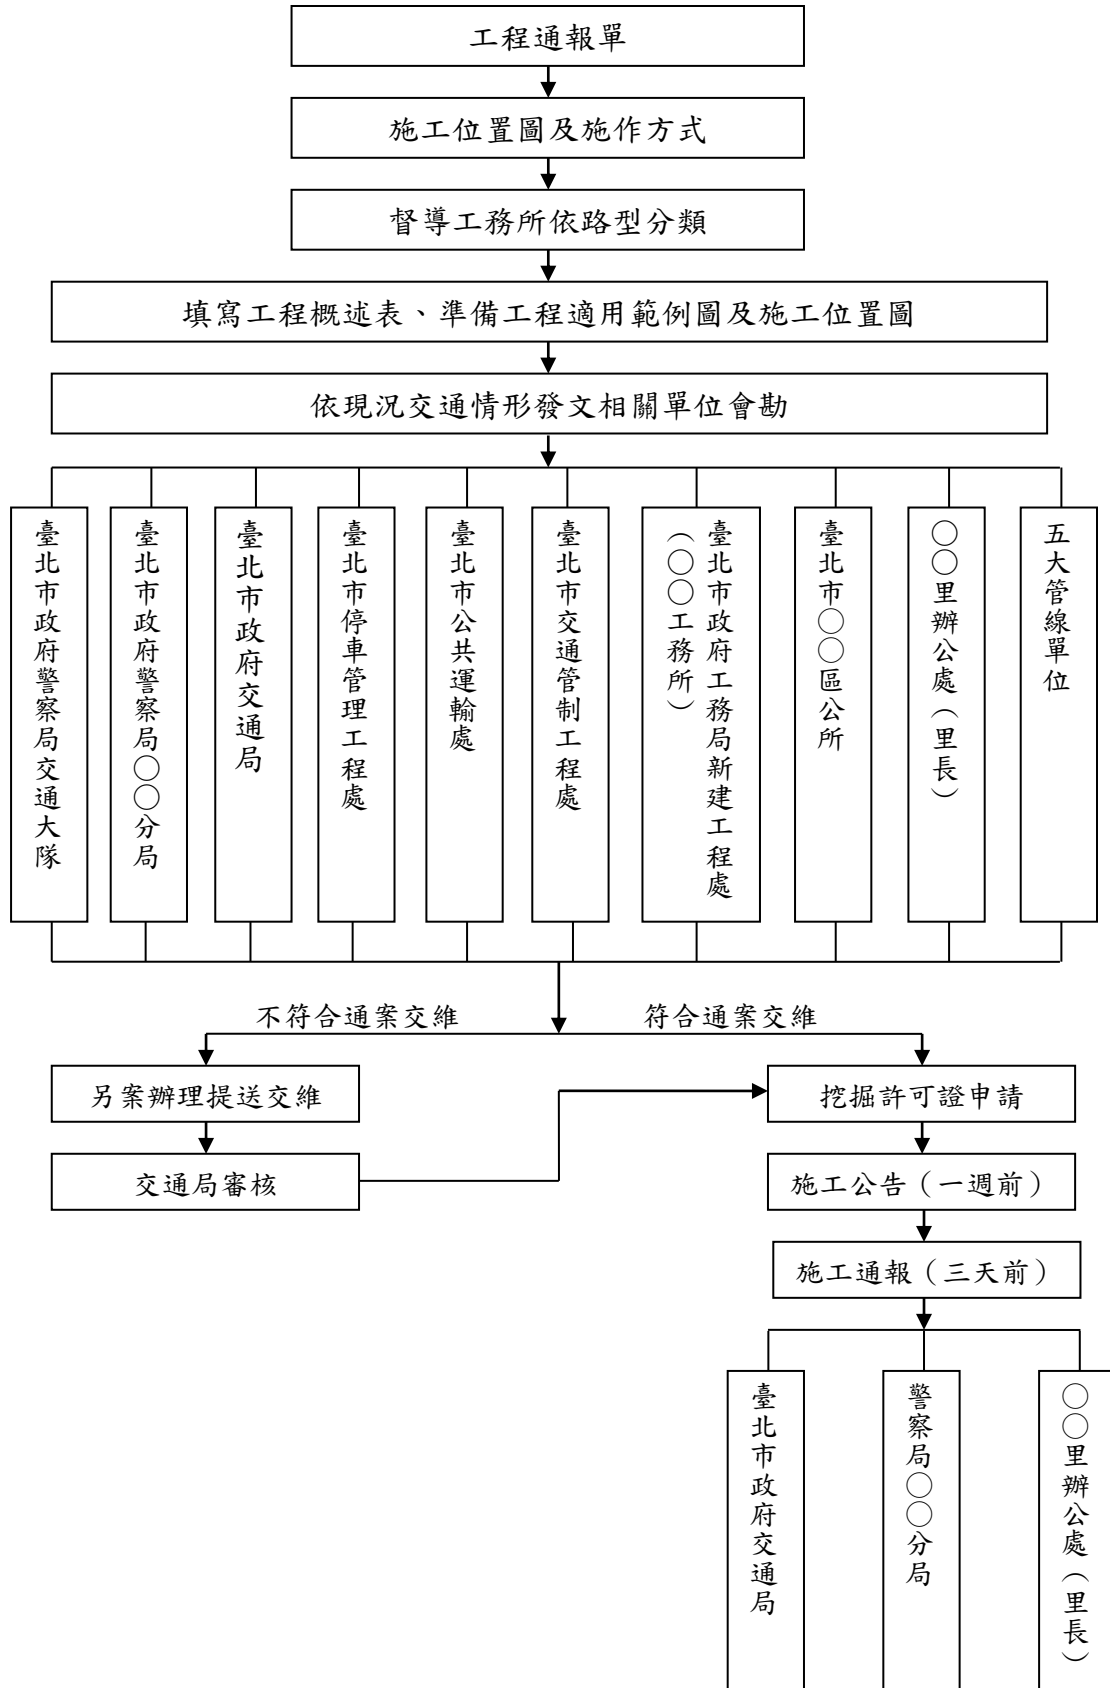 工程通報單
施工位置圖及施作方式
督導工務所依路型分類
填寫工程概述表、準備工程適用範例圖及施工位置圖
依現況交通情形發文相關單位會勘
臺北市政府警察局交通大隊
臺北市政府警察局○○分局
臺北市政府交通局
臺北市停車管理工程處
臺北市公共運輸處
臺北市交通管制工程處
臺北市政府工務局新建工程處
（○○○工務所）
臺北市○○區公所
○○里辦公處（里長）
五大管線單位
不符合通案交維
符合通案交維
另案辦理提送交維
交通局審核
挖掘許可證申請
施工公告（一週前）
施工通報（三天前）
臺北市政府交通局
警察局○○分局
○○里辦公處（里長）